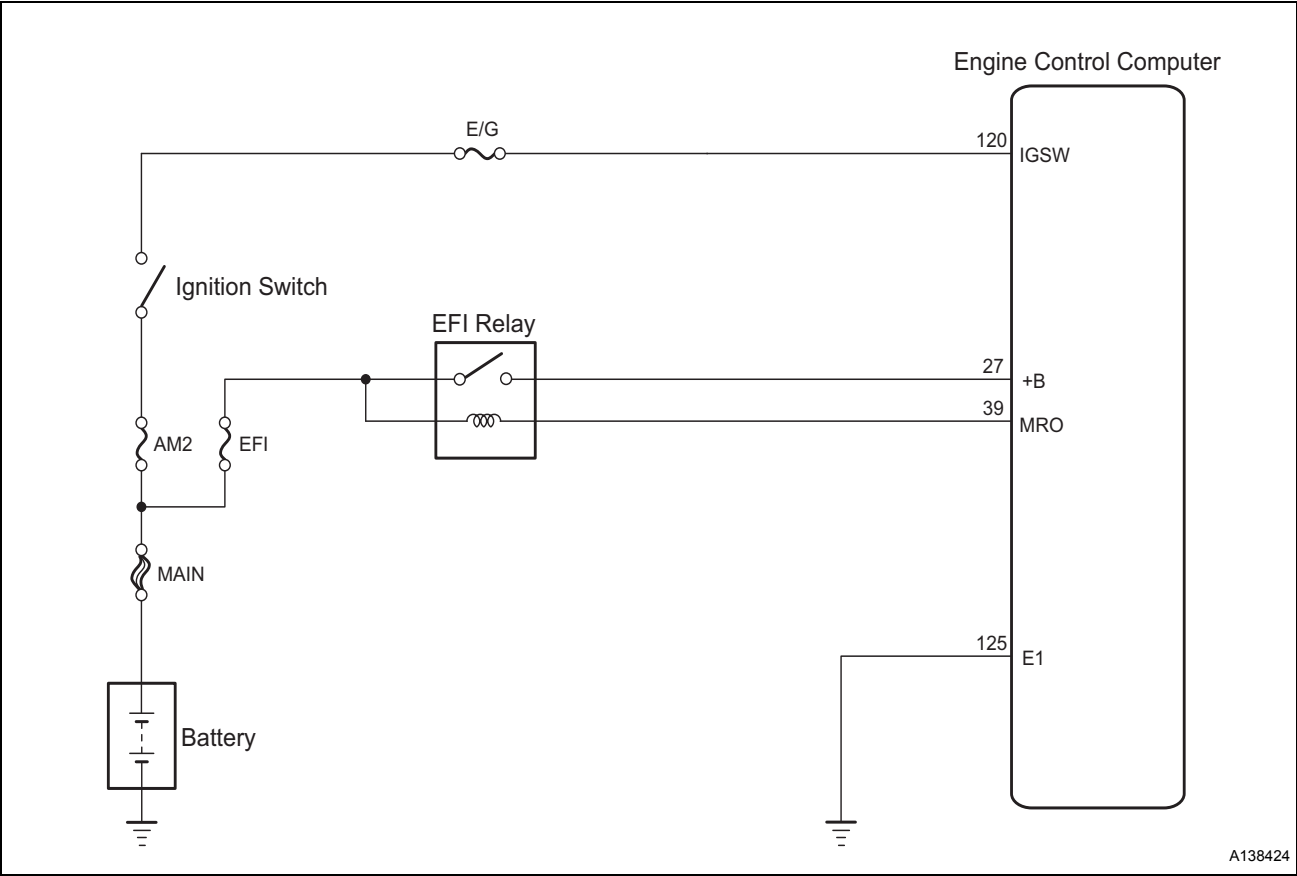 Engine Control Computer
E/G
120
IGSW
Ignition Switch
EFI Relay
27
+B
39
MRO
AM2
EFI
MAIN
125
E1
Battery
A138424